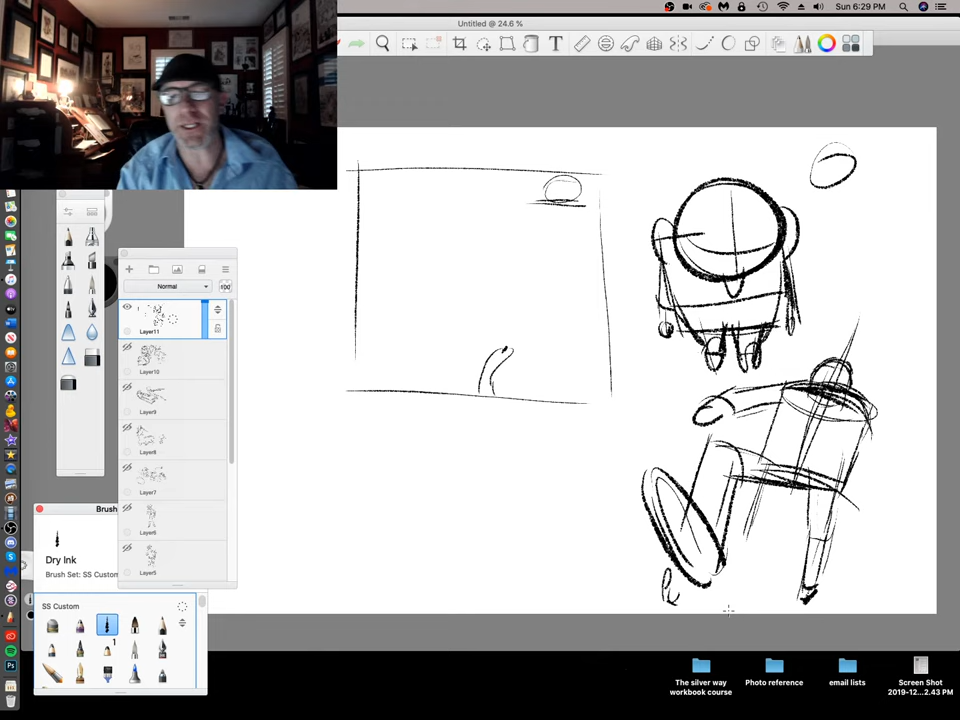 Sun 6:29 PM
Untitled @ 24.6 %
Normal
100
Layer11
Layer10
Layer9
Layer8
Layer7
Layer6
Layer5
Brus
Dry Ink
Brush Set: SS Custom
SS Custom
1
The silver way
workbook course
Photo reference
email lists
Screen Shot
2019-12...2.43 PM